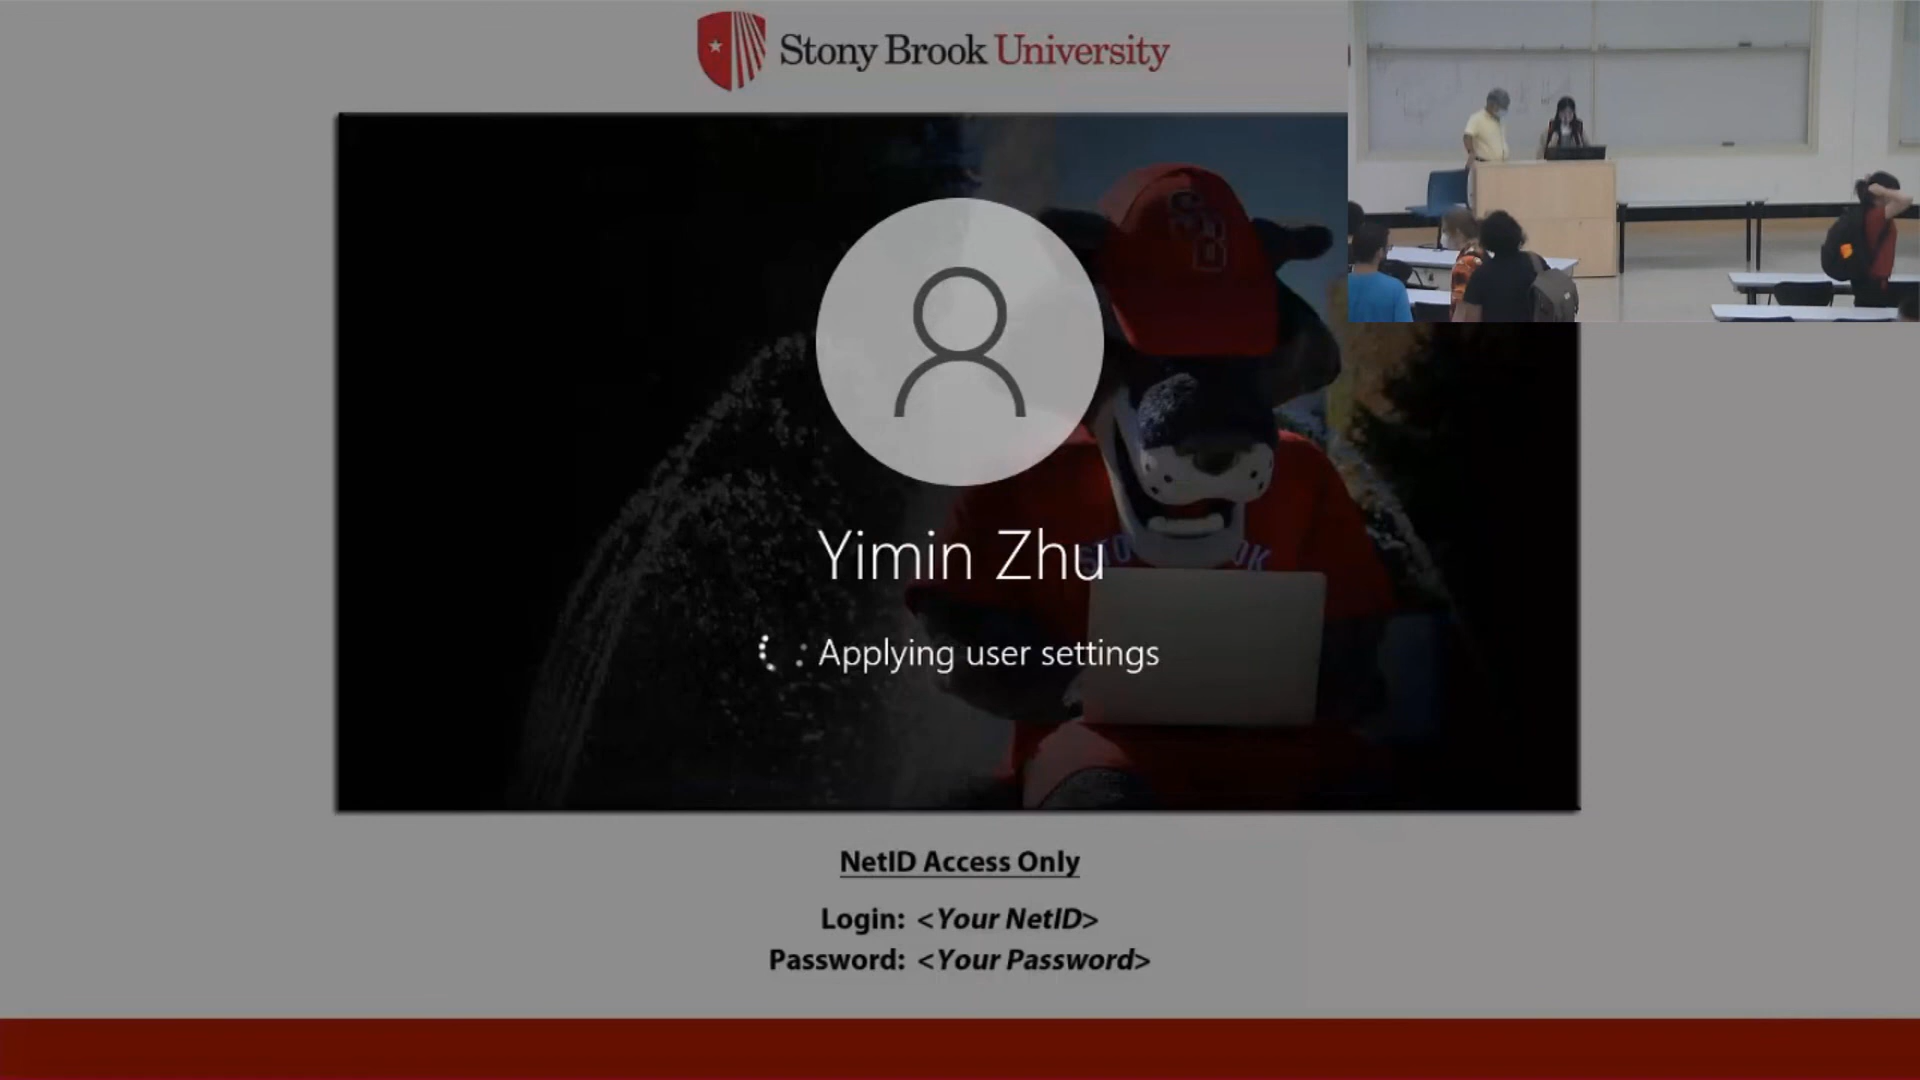 Stony Brook University
Yimin Zhu
Applying user settings
NetID Access Only
Login: <Your NetID>
Password: <Your Password>